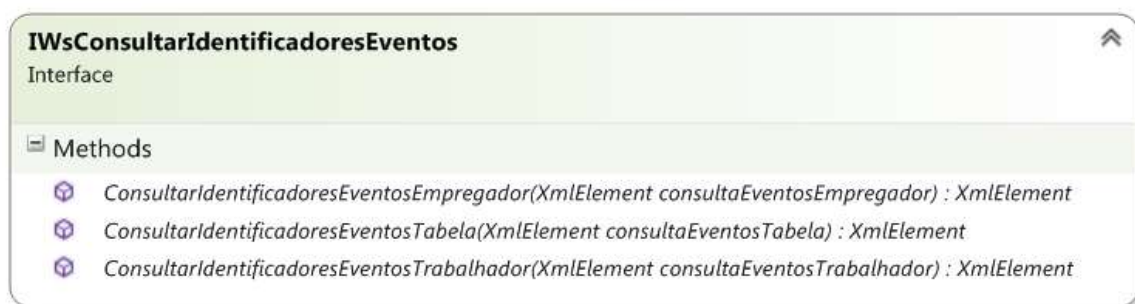 IWsConsultarIdentificadoresEventos
Interface
Methods
ConsultarIdentificadoresEventosEmpregador(XmlElement consultaEventosEmpregador) : XmlElement
ConsultarIdentificadoresEventosTabela(XmlElement consultaEventosTabela) : XmlElement
ConsultarIdentificadoresEventosTrabalhador(XmlElement consultaEventosTrabalhador) : XmlElement